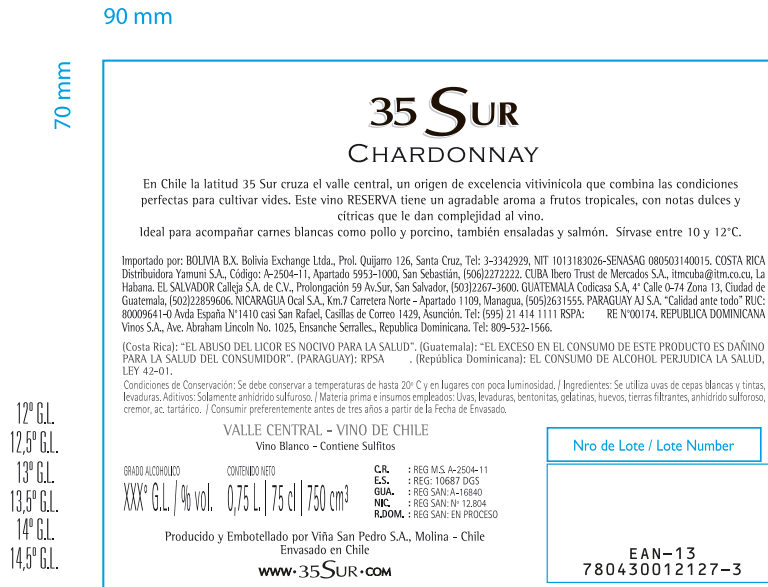 90 mm
70 mm
35 SUR
CHARDONNAY
En Chile la latitud 35 Sur cruza el valle central, un origen de excelencia vitivinícola que combina las condiciones
perfectas para cultivar vides. Este vino RESERVA tiene un agradable aroma a frutos tropicales, con notas dulces y
cítricas que le dan complejidad al vino.
Ideal para acompañar carnes blancas como pollo y porcino, también ensaladas y salmón. Sírvase entre 10 y 12°C.
Importado por: BOLIVIA B.X. Bolivia Exchange Ltda., Prol. Quijarro 126, Santa Cruz, Tel: 3-3342929, NIT 1013183026-SENASAG 080503140015. COSTA RICA
Distribuidora Yamuni S.A., Código: A-2504-11, Apartado 5953-1000, San Sebastián, (506)2272222. CUBA Ibero Trust de Mercados S.A., itmcuba@itm.co.cu, La
Habana. EL SALVADOR Calleja S.A. de C.V., Prolongación 59 Av.Sur, San Salvador, (503)2267-3600. GUATEMALA Codicasa S.A, 4° Calle 0-74 Zona 13, Ciudad de
Guatemala, (502)22859606. NICARAGUA Ocal S.A., Km.7 Carretera Norte - Apartado 1109, Managua, (505)2631555. PARAGUAY AJ S.A. "Calidad ante todo" RUC:
80009641-0 Avda España N°1410 casi San Rafael, Casillas de Correo 1429, Asunción. Tel: (595) 21 414 1111 RSPA: RE N°00174. REPUBLICA DOMINICANA
Vinos S.A., Ave. Abraham Lincoln No. 1025, Ensanche Serralles., Republica Dominicana. Tel: 809-532-1566.
(Costa Rica): "EL ABUSO DEL LICOR ES NOCIVO PARA LA SALUD". (Guatemala): "EL EXCESO EN EL CONSUMO DE ESTE PRODUCTO ES DAÑINO
PARA LA SALUD DEL CONSUMIDOR". (PARAGUAY): RPSA . (República Dominicana): EL CONSUMO DE ALCOHOL PERJUDICA LA SALUD,
LEY 42-01.
Condiciones de Conservación: Se debe conservar a temperaturas de hasta 20° C y en lugares con poca luminosidad. / Ingredientes: Se utiliza uvas de cepas blancas y tintas,
levaduras. Aditivos: Solamente anhídrido sulfuroso. / Materia prima e insumos empleados: Uvas, levaduras, bentonitas, gelatinas, huevos, tierras filtrantes, anhídrido sulfuroso,
cremor, ac. tartárico. / Consumir preferentemente antes de tres años a partir de la Fecha de Envasado.
VALLE CENTRAL - VINO DE CHILE
Vino Blanco - Contiene Sulfitos
GRADO ALCOHOLICO
XXX° G.L. / % vol.
CONTENIDO NETO
0,75 L. | 75 cl | 750 cm³
C.R. : REG M.S. A-2504-11
E.S. : REG: 10687 DGS
GUA. : REG SAN: A-16840
NIC. : REG SAN: Nº 12.804
R.DOM. : REG SAN: EN PROCESO
Producido y Embotellado por Viña San Pedro S.A., Molina - Chile
Envasado en Chile
WWW·35SUR·COM
12º G.L.
12,5º G.L.
13º G.L.
13,5º G.L.
14º G.L.
14,5º G.L.
Nro de Lote / Lote Number
EAN-13
780430012127-3